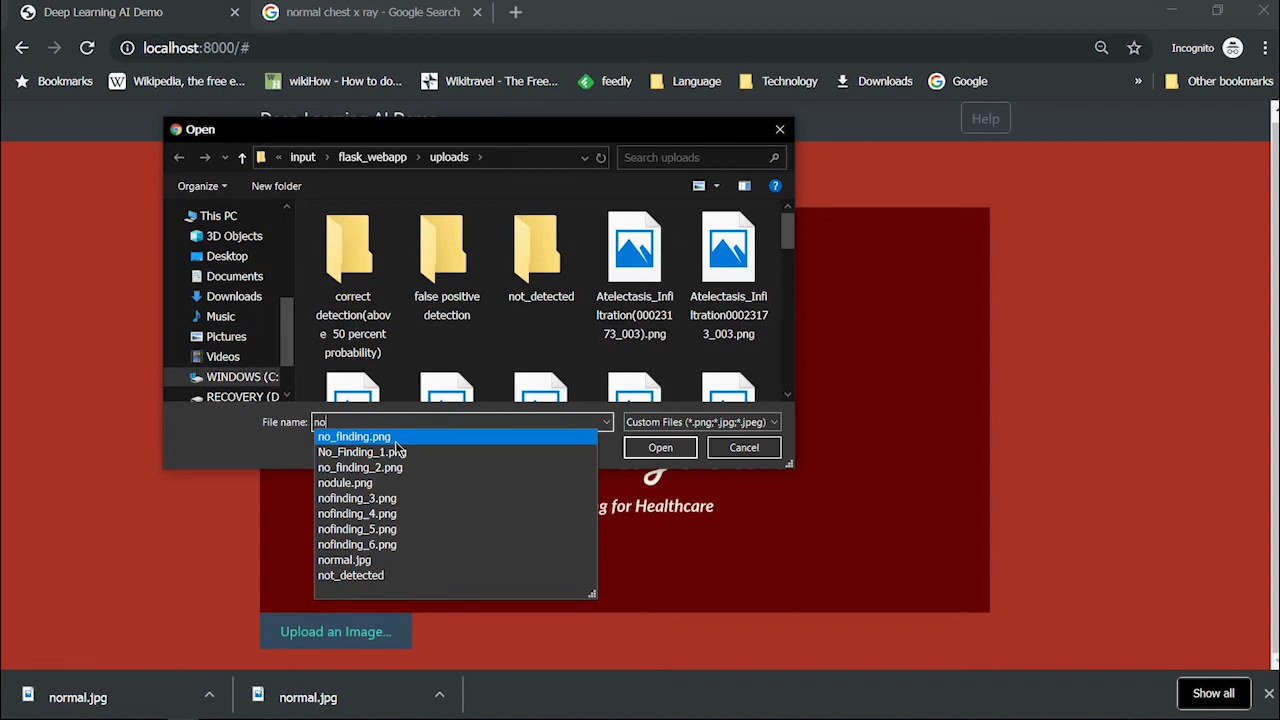 Deep Learning AI Demo
normal chest x ray - Google Search
localhost:8000/#
Incognito
Bookmarks
Wikipedia, the free e...
wikiHow - How to do...
Wikitravel - The Free...
feedly
Language
Technology
Downloads
Google
»
Other bookmarks
Deep Learning AI Demo
Help
Open
« input › flask_webapp › uploads ›
Search uploads
Organize
New folder
This PC
3D Objects
Desktop
Documents
Downloads
Music
Pictures
Videos
WINDOWS (C:
RECOVERY (D
correct
detection(abov
e 50 percent
probability)
false positive
detection
not_detected
Atelectasis_Infi
ltration(000231
73_003).png
Atelectasis_Infi
ltration0002317
3_003.png
File name:
no
Custom Files (*.png;*.jpg;*.jpeg)
Open
Cancel
no_finding.png
No_Finding_1.png
no_finding_2.png
nodule.png
nofinding_3.png
nofinding_4.png
nofinding_5.png
nofinding_6.png
normal.jpg
not_detected
g for Healthcare
Upload an Image...
normal.jpg
normal.jpg
Show all